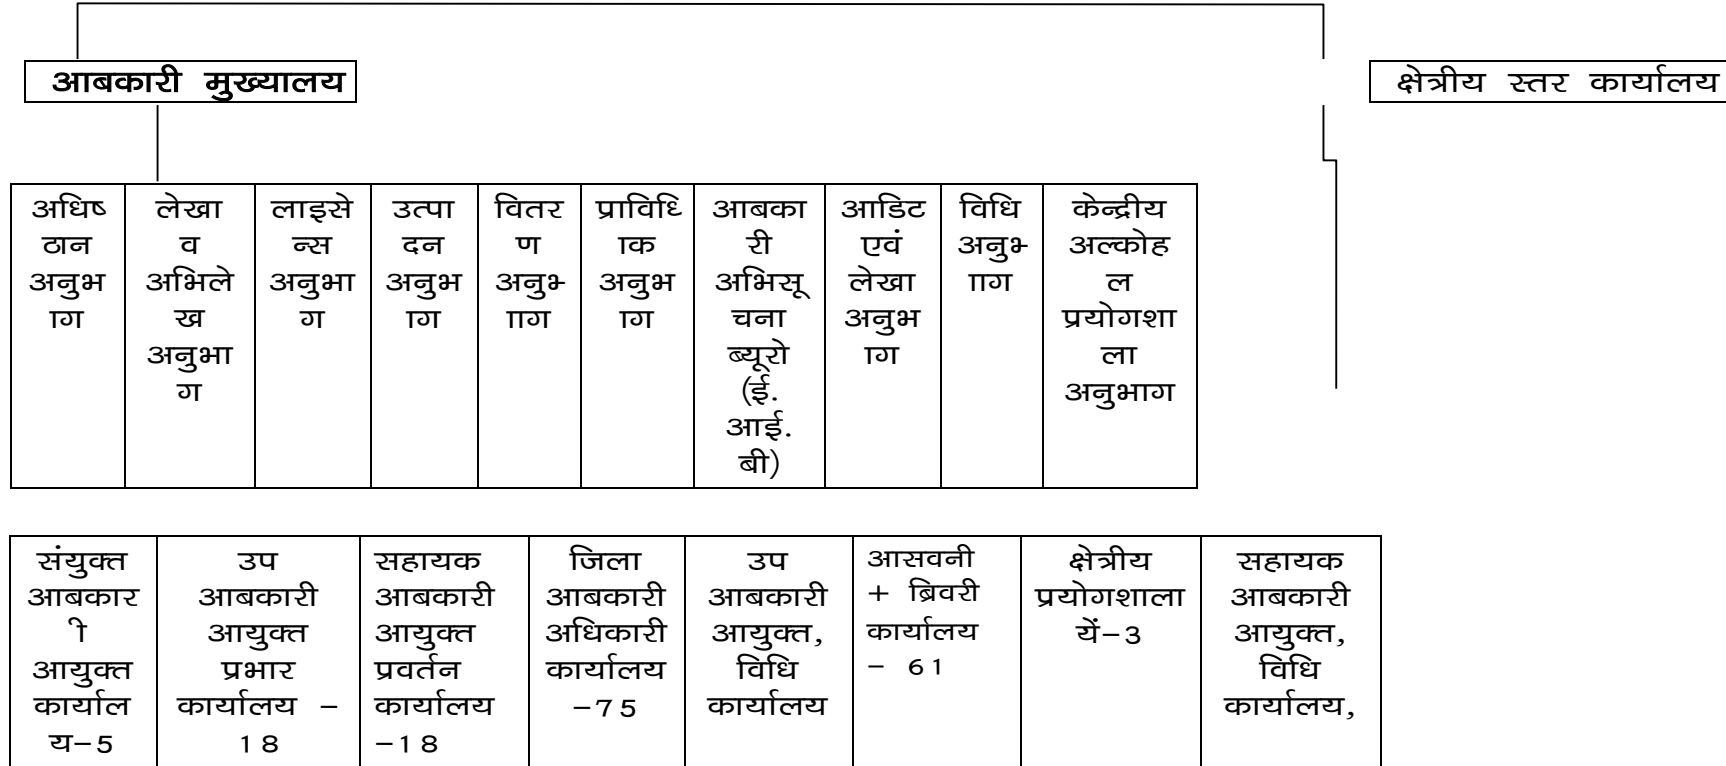 आबकारी मुख्यालय
क्षेत्रीय स्तर कार्यालय
अधिष्
ठान
अनुभ
ाग
लेखा
व
अभिले
ख
अनुभा
ग
लाइसे
न्स
अनुभा
ग
उत्पा
दन
अनुभ
ाग
वितर
ण
अनुभ
ाग
प्राविधि
ाक
अनुभ
ाग
आबका
री
अभिसू
चना
ब्यूरो
(ई.
आई.
बी)
आडिट
एवं
लेखा
अनुभ
ाग
विधि
अनुभ
ाग
केन्द्रीय
अल्कोह
ल
प्रयोगशा
ला
अनुभाग
संयुक्त
आबकार
ी
आयुक्त
कार्याल
य-5
उप
आबकारी
आयुक्त
प्रभार
कार्यालय -
18
सहायक
आबकारी
आयुक्त
प्रवर्तन
कार्यालय
-18
जिला
आबकारी
अधिकारी
कार्यालय
-75
उप
आबकारी
आयुक्त,
विधि
कार्यालय
आसवनी
+ ब्रिवरी
कार्यालय
- 61
क्षेत्रीय
प्रयोगशाला
यें-3
सहायक
आबकारी
आयुक्त,
विधि
कार्यालय,